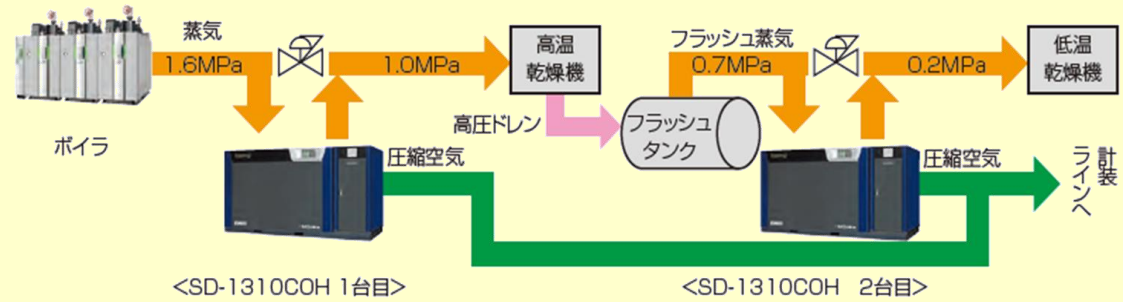 蒸気
1.6MPa
1.0MPa
ボイラ
高温
乾燥機
高圧ドレン
フラッシュ蒸気
0.7MPa
0.2MPa
フラッシュ
タンク
低温
乾燥機
圧縮空気
圧縮空気
計装
ラインへ
<SD-1310COH 1台目>
<SD-1310COH　2台目>